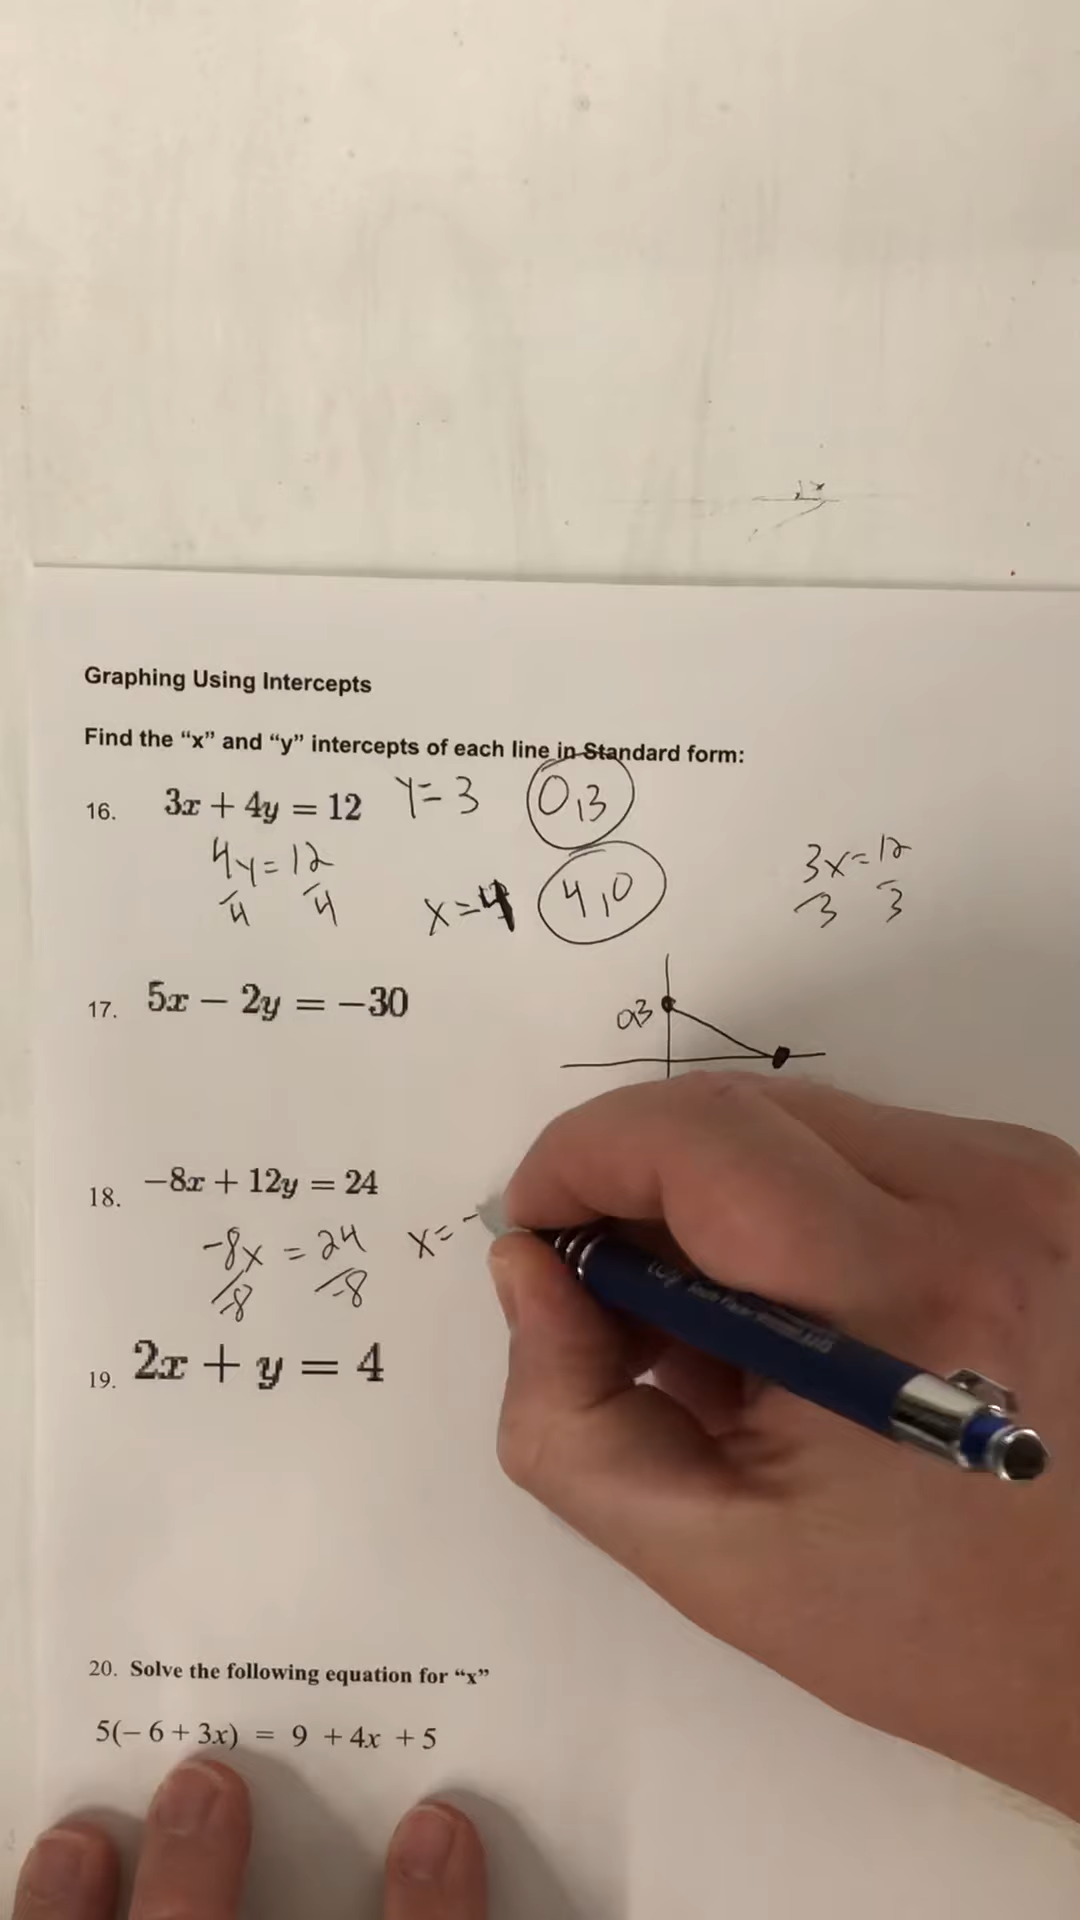 Graphing Using Intercepts
Find the “x” and “y” intercepts of each line in Standard form:
16. 3x + 4y = 12 Y = 3 0,3
4y = 12 3x = 12
4 4 x = 4 4,0 3 3
17. 5x − 2y = −30
0,3
18. −8x + 12y = 24
-8x = 24 x = -
-8 -8
19. 2x + y = 4
20. Solve the following equation for “x”
5(− 6 + 3x) = 9 + 4x + 5